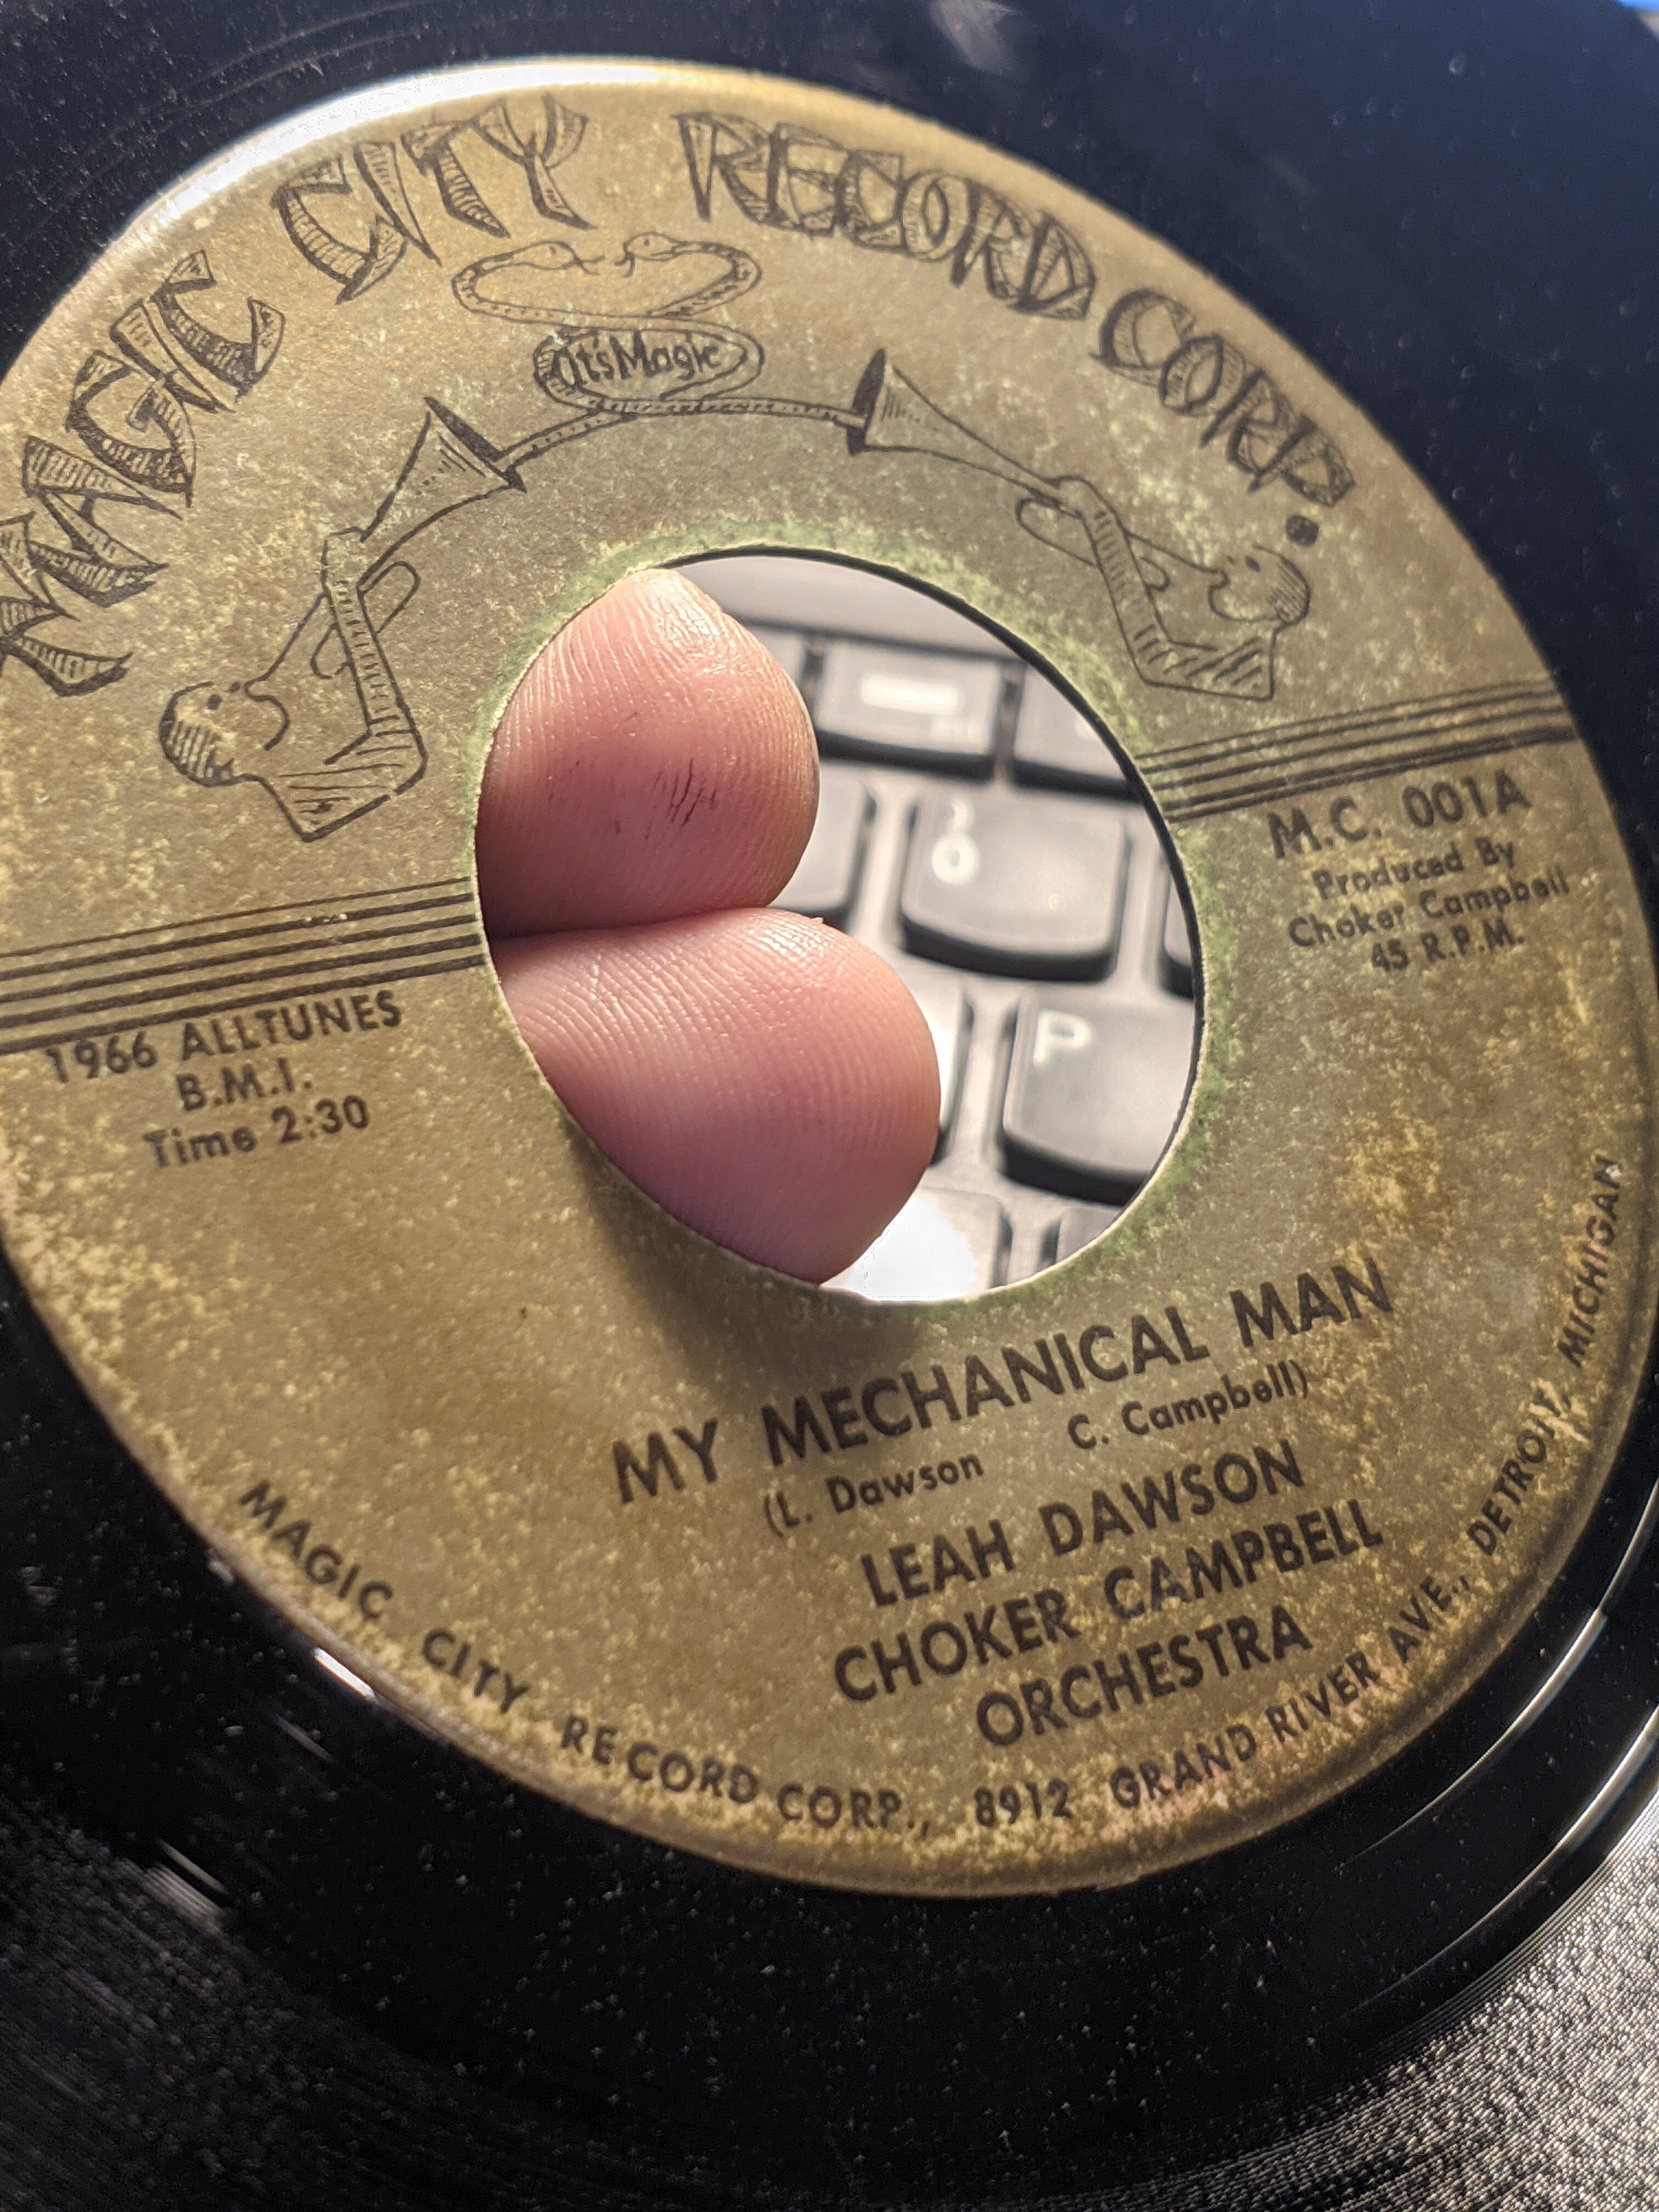 MAGIC CITY RECORD CORP.
It's Magic
M.C. 001A
Produced By
Choker Campbell
45 R.P.M.
1966 ALLTUNES
B.M.I.
Time 2:30
MY MECHANICAL MAN
(L. Dawson C. Campbell)
LEAH DAWSON
CHOKER CAMPBELL
ORCHESTRA
MAGIC CITY RECORD CORP., 8912 GRAND RIVER AVE., DETROIT, MICHIGAN
)
0
P